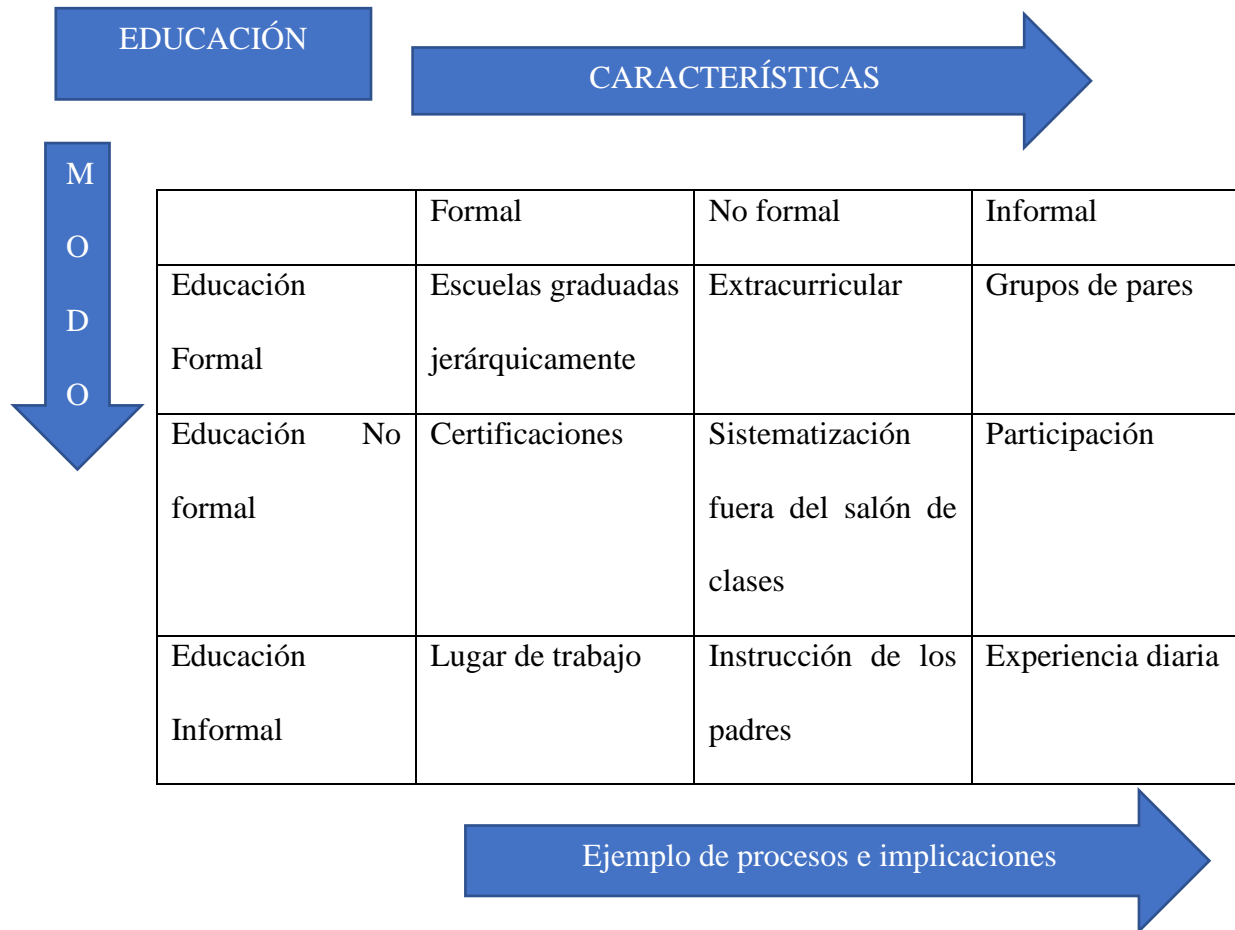 EDUCACIÓN
CARACTERÍSTICAS
M
O
D
O
Formal No formal Informal
Educación Escuelas graduadas Extracurricular Grupos de pares
Formal jerárquicamente
Educación No Certificaciones Sistematización Participación
formal fuera del salón de
clases
Educación Lugar de trabajo Instrucción de los Experiencia diaria
Informal padres
Ejemplo de procesos e implicaciones